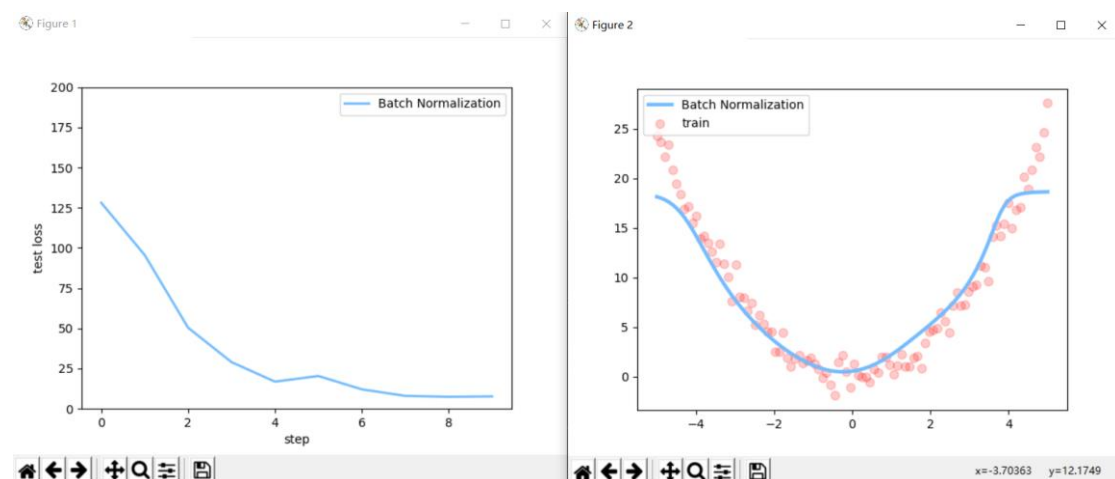 Figure 1
200
175
150
125
100
75
50
25
0
test loss
Batch Normalization
0 2 4 6 8
step
Figure 2
Batch Normalization
train
25
20
15
10
5
0
−4 −2 0 2 4
x=-3.70363 y=12.1749